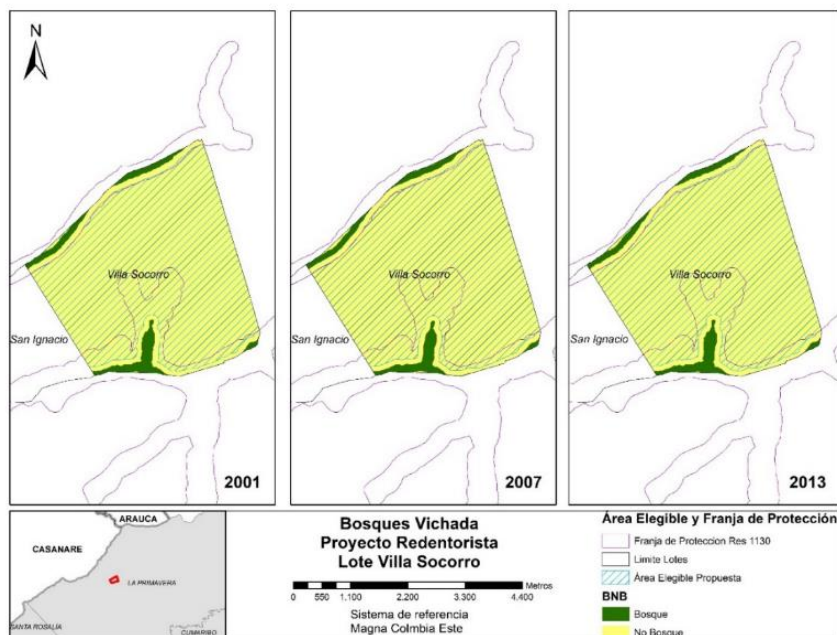 N
Villa Socorro
San Ignacio
2001
Villa Socorro
San Ignacio
2007
Villa Socorro
San Ignacio
2013
ARAUCA
CASANARE
LA PRIMAVERA
SANTA ROSALÍA
CUMARIBO
Bosques Vichada
Proyecto Redentorista
Lote Villa Socorro
Metros
0 550 1.100 2.200 3.300 4.400
Sistema de referencia
Magna Colmbia Este
Área Elegible y Franja de Protección
Franja de Proteccion Res 1130
Limite Lotes
Área Elegible Propuesta
BNB
Bosque
No Bosque